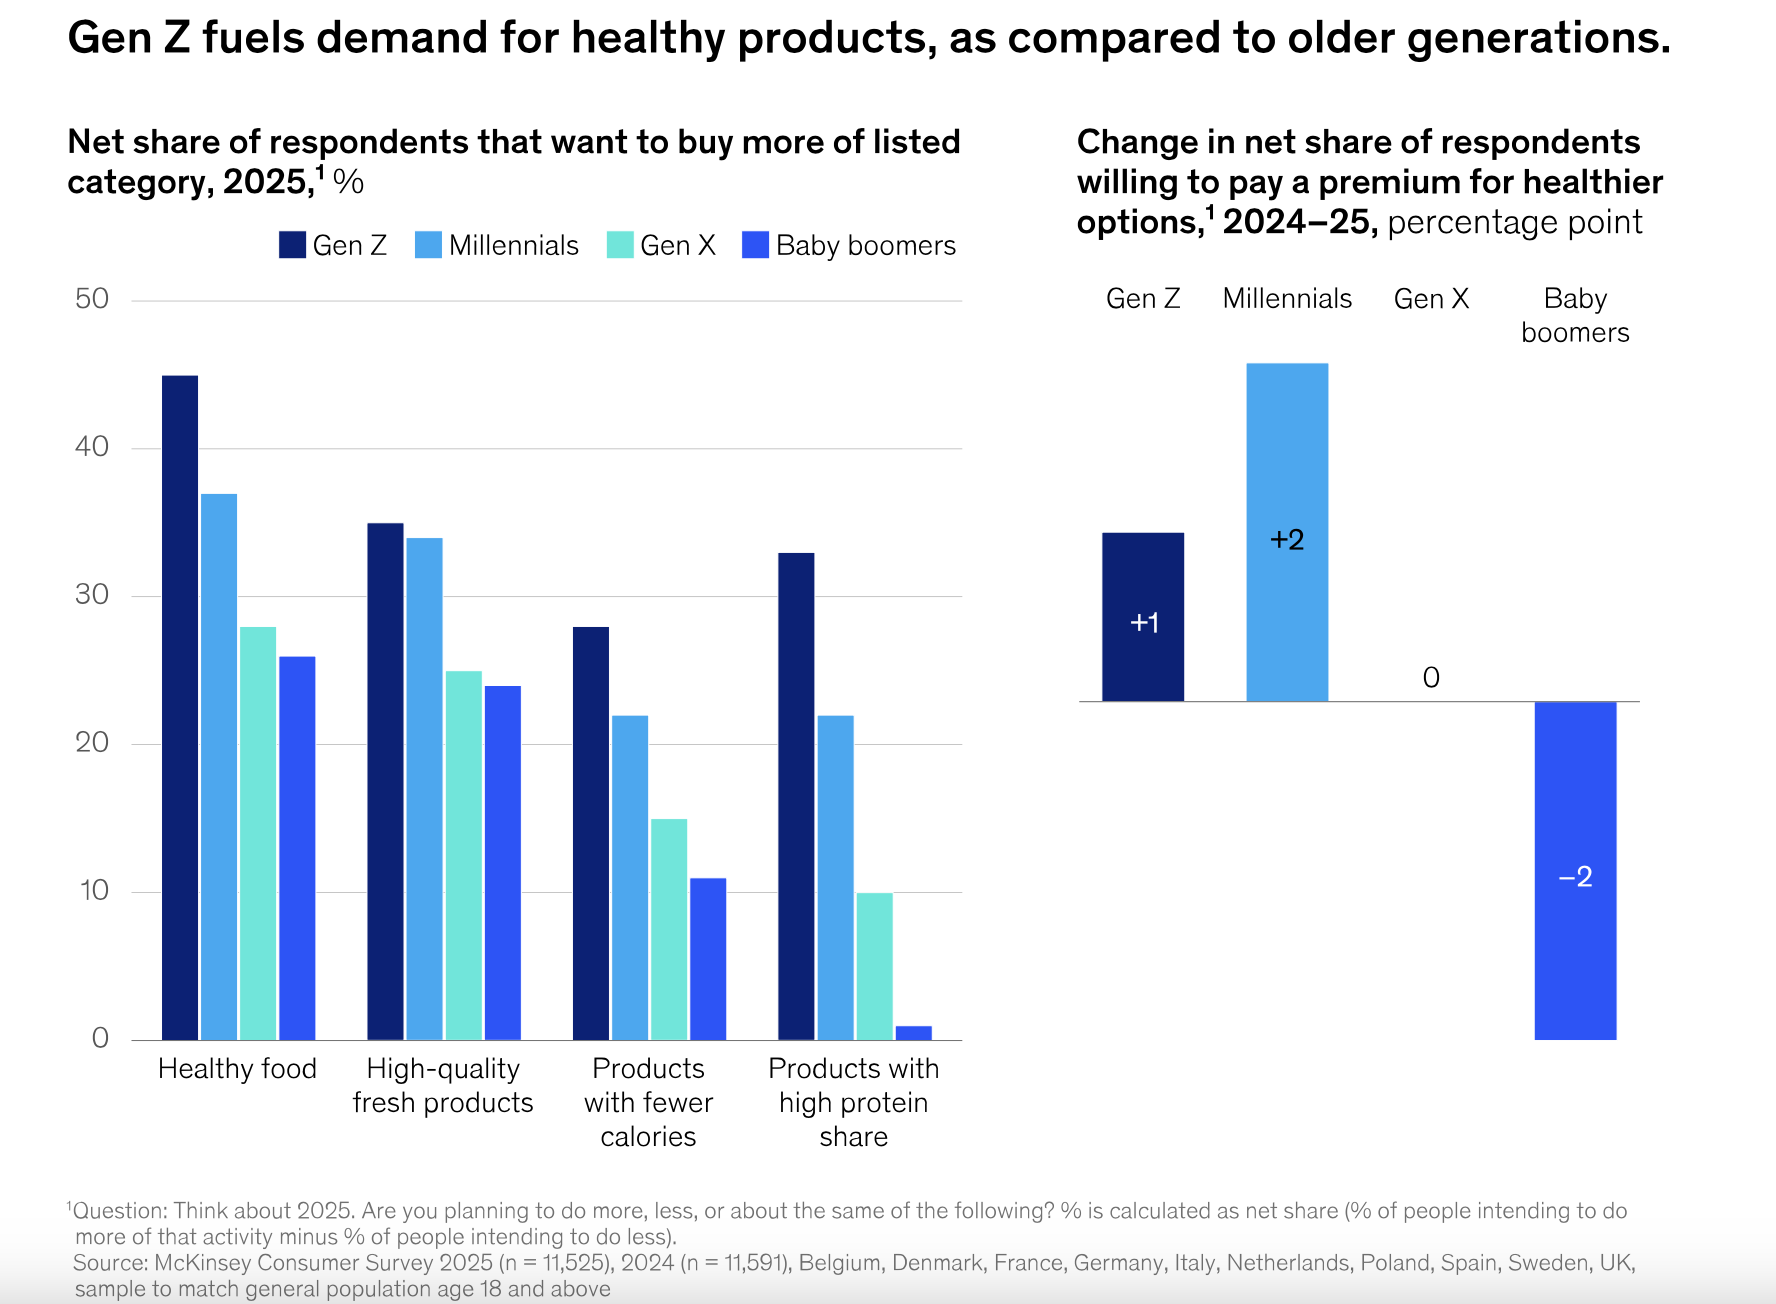 Gen Z fuels demand for healthy products, as compared to older generations.
Net share of respondents that want to buy more of listed
category, 2025,¹ %
Gen Z Millennials Gen X Baby boomers
50
40
30
20
10
0
Healthy food
High-quality
fresh products
Products
with fewer
calories
Products with
high protein
share
Change in net share of respondents
willing to pay a premium for healthier
options,¹ 2024–25, percentage point
Gen Z Millennials Gen X Baby
boomers
+1
+2
0
–2
¹Question: Think about 2025. Are you planning to do more, less, or about the same of the following? % is calculated as net share (% of people intending to do
more of that activity minus % of people intending to do less).
Source: McKinsey Consumer Survey 2025 (n = 11,525), 2024 (n = 11,591), Belgium, Denmark, France, Germany, Italy, Netherlands, Poland, Spain, Sweden, UK,
sample to match general population age 18 and above